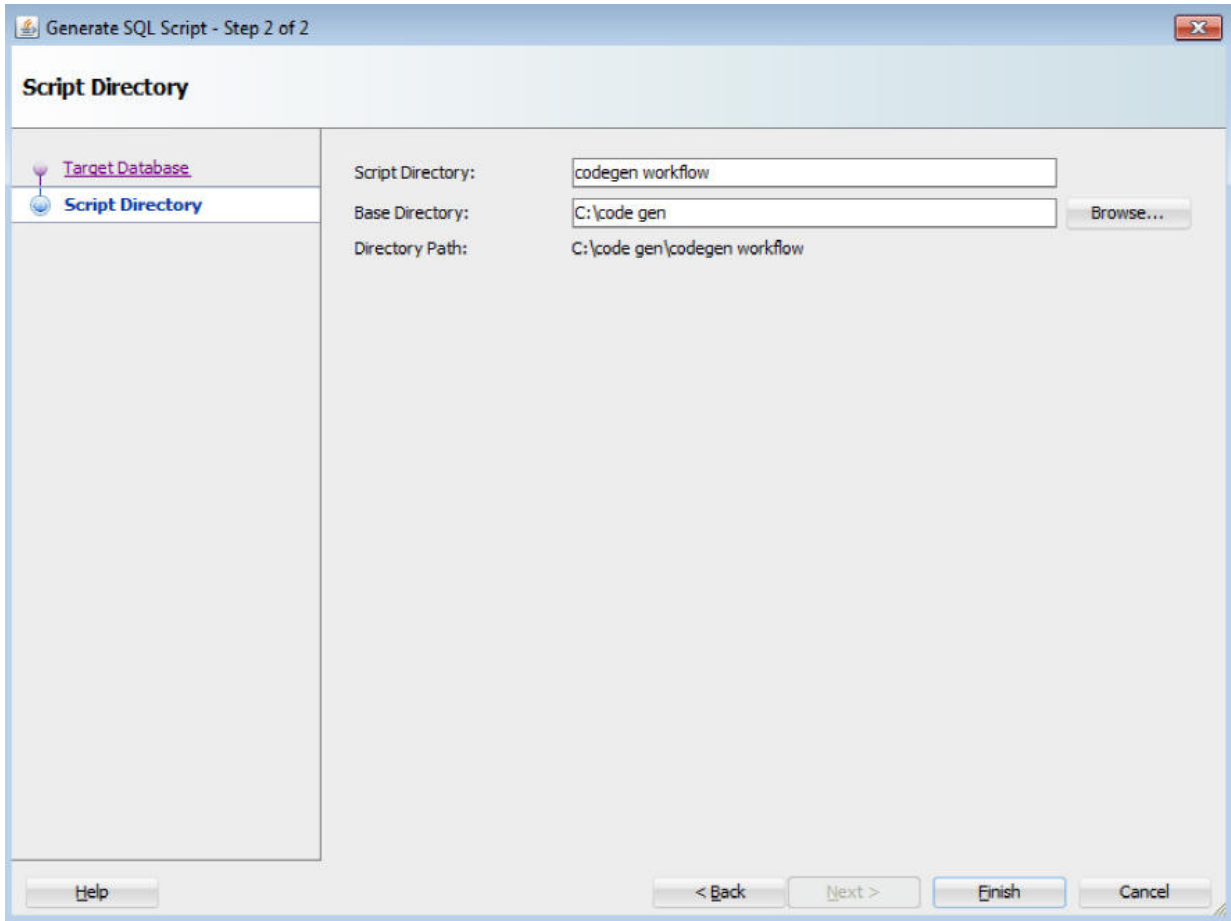 Generate SQL Script - Step 2 of 2
Script Directory
Target Database
Script Directory
Script Directory: codegen workflow
Base Directory: C:\code gen Browse...
Directory Path: C:\code gen\codegen workflow
Help < Back Next > Finish Cancel